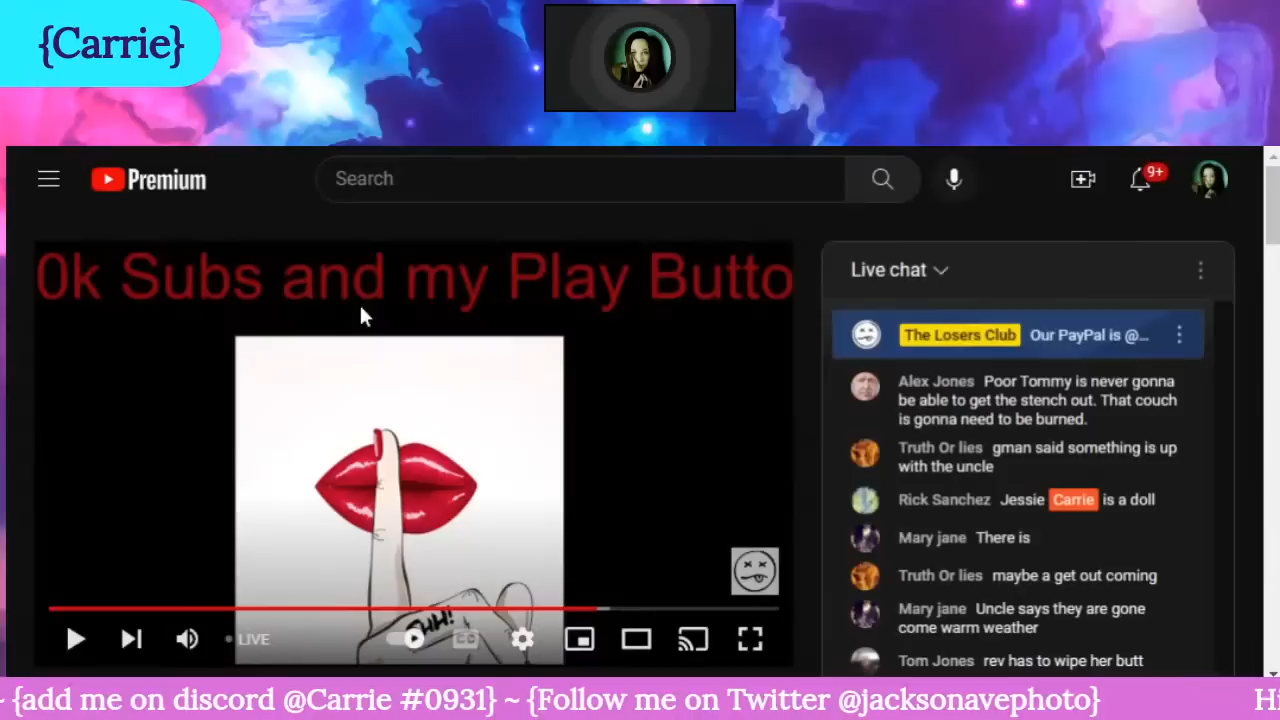 {Carrie}
Premium
Search
9+
0k Subs and my Play Butto
Live chat
The Losers Club Our PayPal is @...
Alex Jones Poor Tommy is never gonna
be able to get the stench out. That couch
is gonna need to be burned.
Truth Or lies gman said something is up
with the uncle
Rick Sanchez Jessie Carrie is a doll
Mary jane There is
Truth Or lies maybe a get out coming
Mary jane Uncle says they are gone
come warm weather
Tom Jones rev has to wipe her butt
SHH!
LIVE
CC
~ {add me on discord @Carrie #0931} ~ {Follow me on Twitter @jacksonavephoto}